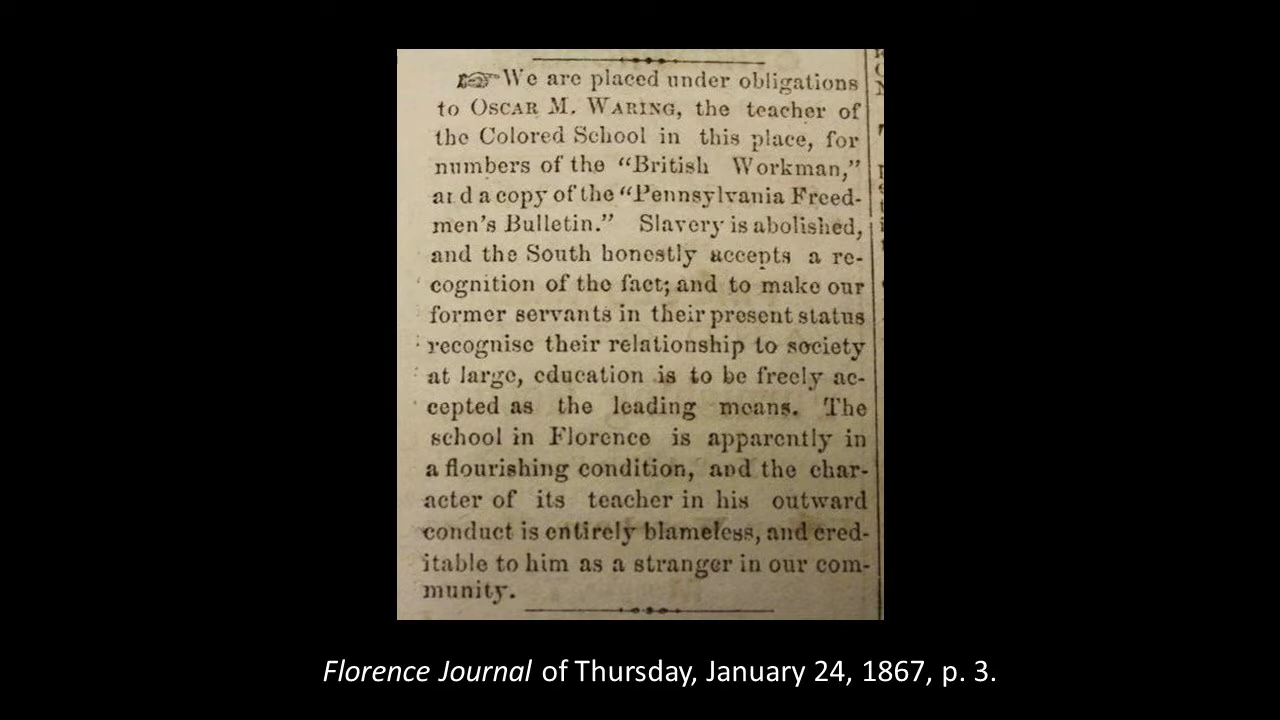 We are placed under obligations
to OSCAR M. WARING, the teacher of
the Colored School in this place, for
numbers of the “British Workman,”
ar d a copy of the “Pennsylvania Freed-
men’s Bulletin.” Slavery is abolished,
and the South honestly accepts a re-
cognition of the fact; and to make our
former servants in their present status
recognise their relationship to society
at large, education is to be freely ac-
cepted as the leading means. The
school in Florence is apparently in
a flourishing condition, and the char-
acter of its teacher in his outward
conduct is entirely blameless, and cred-
itable to him as a stranger in our com-
munity.
Florence Journal of Thursday, January 24, 1867, p. 3.